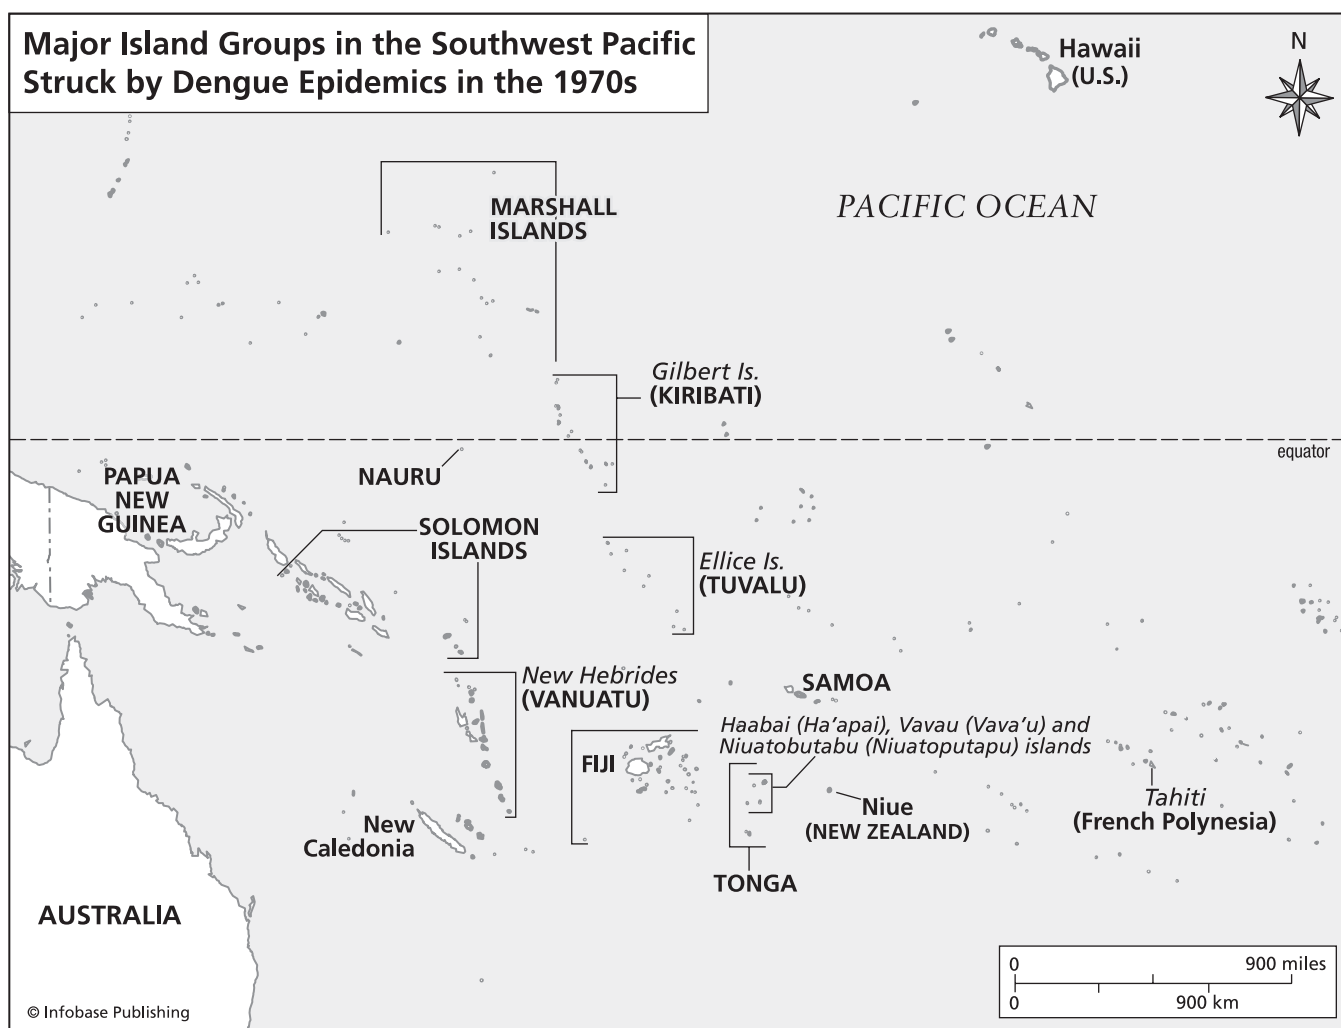 Major Island Groups in the Southwest Pacific
Struck by Dengue Epidemics in the 1970s
Hawaii
(U.S.)
N
PACIFIC OCEAN
MARSHALL
ISLANDS
Gilbert Is.
(KIRIBATI)
equator
NAURU
PAPUA
NEW
GUINEA
SOLOMON
ISLANDS
Ellice Is.
(TUVALU)
New Hebrides
(VANUATU)
SAMOA
Haabai (Ha’apai), Vavau (Vava’u) and
Niuatobutabu (Niuatoputapu) islands
FIJI
Niue
(NEW ZEALAND)
Tahiti
(French Polynesia)
New
Caledonia
TONGA
AUSTRALIA
0 900 miles
0 900 km
© Infobase Publishing